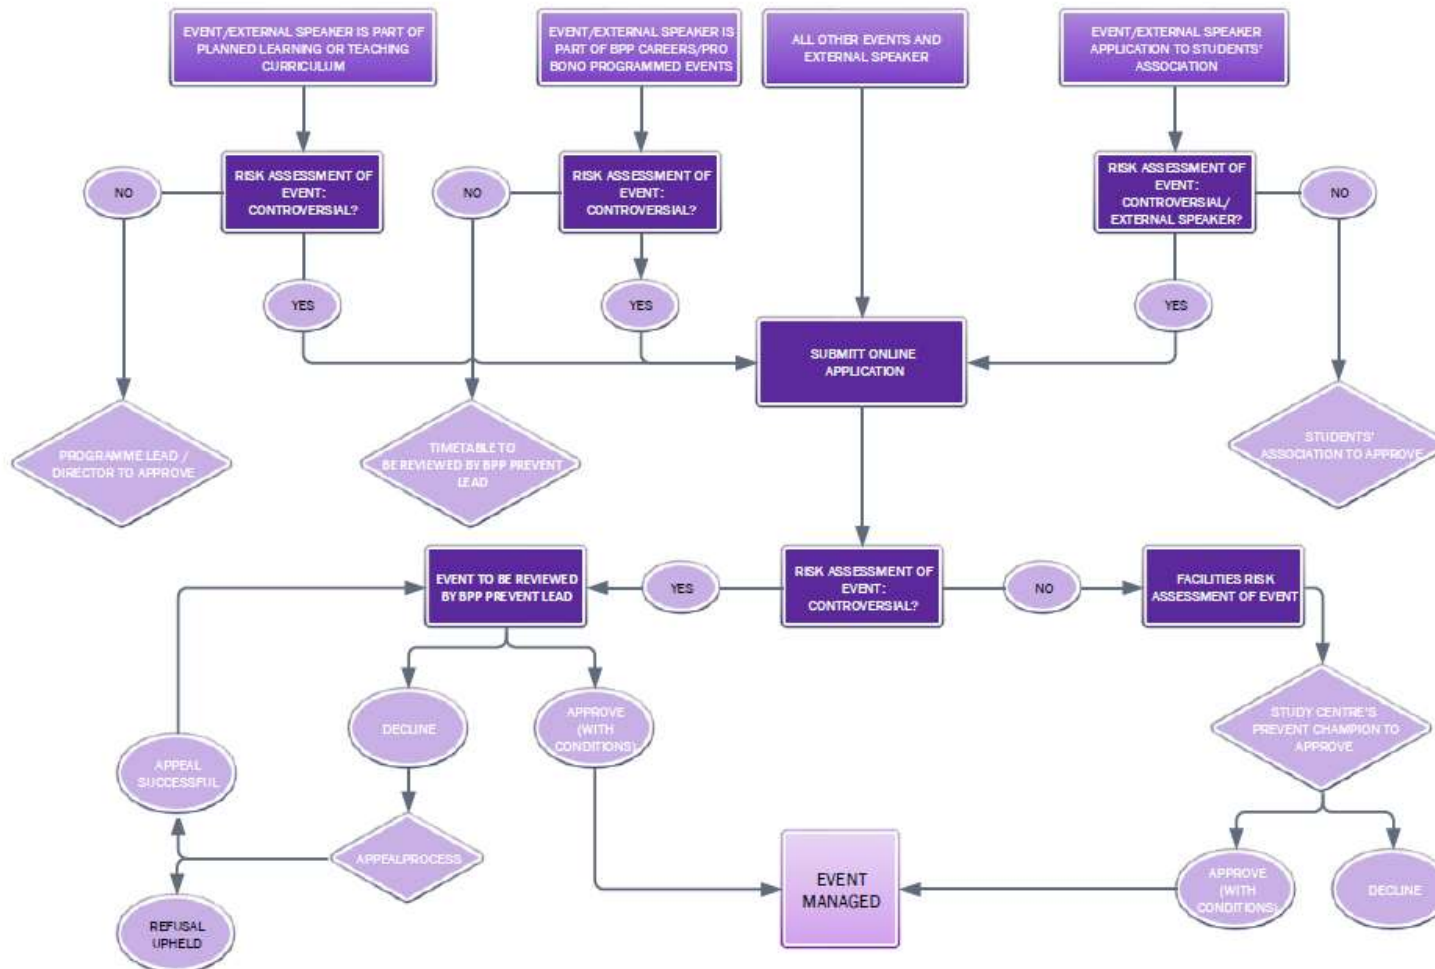 EVENT/EXTERNAL SPEAKER IS PART OF
PLANNED LEARNING OR TEACHING
CURRICULUM
EVENT/EXTERNAL SPEAKER IS
PART OF BPP CAREERS/PRO
BONO PROGRAMMED EVENTS
ALL OTHER EVENTS AND
EXTERNAL SPEAKER
EVENT/EXTERNAL SPEAKER
APPLICATION TO STUDENTS'
ASSOCIATION
NO
RISK ASSESSMENT OF
EVENT:
CONTROVERSIAL?
NO
RISK ASSESSMENT OF
EVENT:
CONTROVERSIAL?
RISK ASSESSMENT OF
EVENT:
CONTROVERSIAL/
EXTERNAL SPEAKER?
NO
YES
YES
YES
SUBMITT ONLINE
APPLICATION
PROGRAMME LEAD /
DIRECTOR TO APPROVE
TIMETABLE TO
BE REVIEWED BY BPP PREVENT
LEAD
STUDENTS'
ASSOCIATION TO APPROVE
EVENT TO BE REVIEWED
BY BPP PREVENT LEAD
YES
RISK ASSESSMENT OF
EVENT:
CONTROVERSIAL?
NO
FACILITIES RISK
ASSESSMENT OF EVENT
DECLINE
APPROVE
(WITH
CONDITIONS)
STUDY CENTRE'S
PREVENT CHAMPION TO
APPROVE
APPEAL
SUCCESSFUL
APPEALPROCESS
EVENT
MANAGED
APPROVE
(WITH
CONDITIONS)
DECLINE
REFUSAL
UPHELD